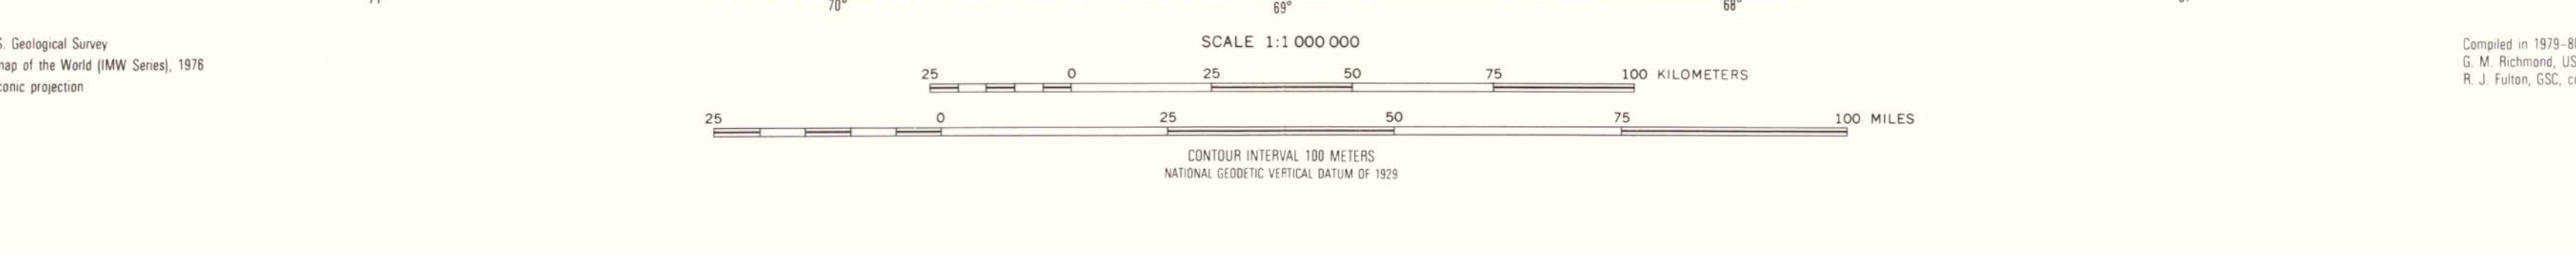 70° 69° 68°
S. Geological Survey
map of the World (IMW Series), 1976
conic projection
SCALE 1:1 000 000
25 0 25 50 75 100 KILOMETERS
25 0 25 50 75 100 MILES
CONTOUR INTERVAL 100 METERS
NATIONAL GEODETIC VERTICAL DATUM OF 1929
Compiled in 1979–8
G. M. Richmond, US
R. J. Fulton, GSC,